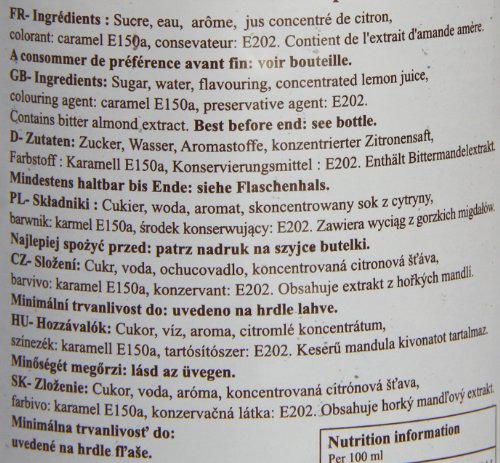 FR- Ingrédients : Sucre, eau, arôme, jus concentré de citron,
colorant: caramel E150a, consevateur: E202. Contient de l'extrait d'amande amère.
A consommer de préférence avant fin: voir bouteille.
GB- Ingredients: Sugar, water, flavouring, concentrated lemon juice,
colouring agent: caramel E150a, preservative agent: E202.
Contains bitter almond extract. Best before end: see bottle.
D- Zutaten: Zucker, Wasser, Aromastoffe, konzentrierter Zitronensaft,
Farbstoff : Karamell E150a, Konservierungsmittel : E202. Enthält Bittermandelextrakt.
Mindestens haltbar bis Ende: siehe Flaschenhals.
PL- Składniki : Cukier, woda, aromat, skoncentrowany sok z cytryny,
barwnik: karmel E150a, środek konserwujący: E202. Zawiera wyciąg z gorzkich migdałów.
Najlepiej spożyć przed: patrz nadruk na szyjce butelki.
CZ- Složení: Cukr, voda, ochucovadlo, koncentrovaná citronová šťáva,
barvivo: karamel E150a, konzervant: E202. Obsahuje extrakt z hořkých mandlí.
Minimální trvanlivost do: uvedeno na hrdle lahve.
HU- Hozzávalók: Cukor, víz, aroma, citromlé koncentrátum,
színezék: karamell E150a, tartósítószer: E202. Keserű mandula kivonatot tartalmaz.
Minőségét megőrzi: lásd az üvegen.
SK- Zloženie: Cukor, voda, aróma, koncentrovaná citrónová šťava,
farbivo: karamel E150a, konzervačná látka: E202. Obsahuje horký mandľový extrakt.
Minimálna trvanlivosť do:
uvedené na hrdle fľaše.
Nutrition information
Per 100 ml